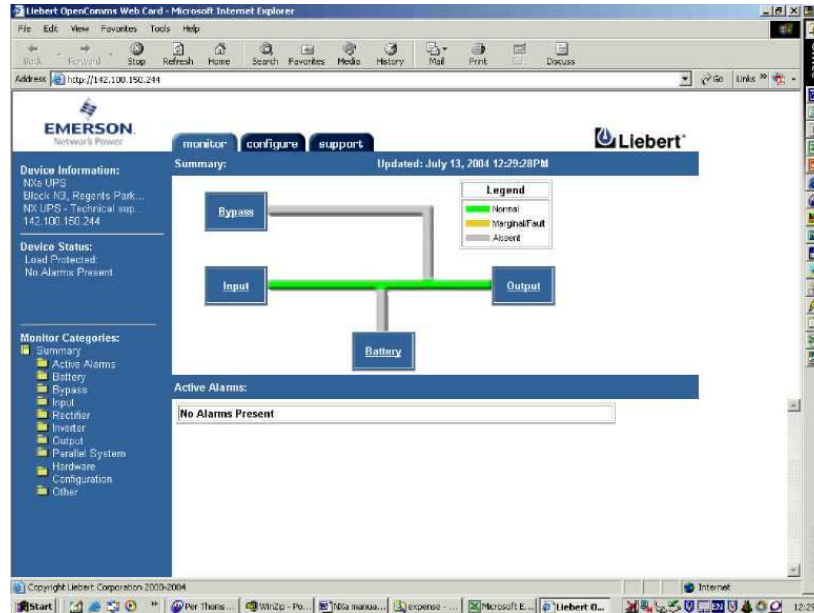 Liebert OpenComms Web Card - Microsoft Internet Explorer
File Edit View Favorites Tools Help
Back Forward Stop Refresh Home Search Favorites Media History Mail Print Edit Discuss
Address http://142.100.150.244 Go Links
EMERSON
Network Power
monitor configure support
Liebert
Summary: Updated: July 13, 2004 12:29:28PM
Device Information:
NXa UPS
Block N3, Regents Park...
NX UPS - Technical sup...
142.100.150.244
Device Status:
Load Protected:
No Alarms Present
Monitor Categories:
Summary
Active Alarms
Battery
Bypass
Input
Rectifier
Inverter
Output
Parallel System
Hardware
Configuration
Other
Bypass
Input
Output
Battery
Legend
Normal
Marginal/Fault
Absent
Active Alarms:
No Alarms Present
Copyright Liebert Corporation 2000-2004
Internet
Start
Per Thoms...
WinZip - Po...
NXa manua...
expense - ...
Microsoft E...
Liebert O...
EN
12:29